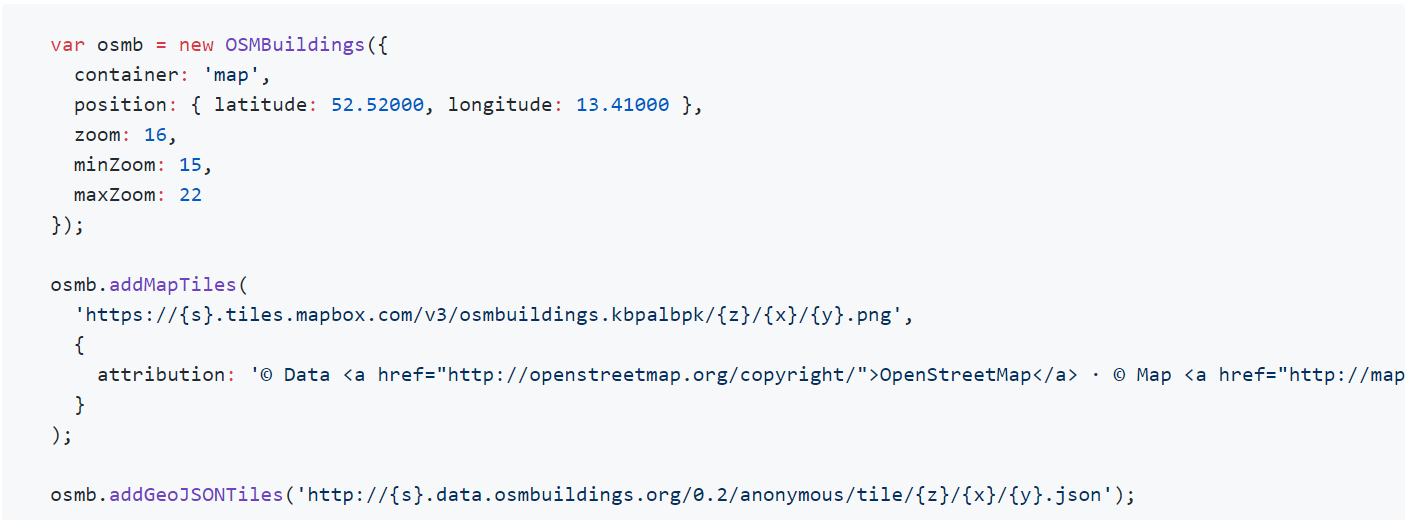 var osmb = new OSMBuildings({
  container: 'map',
  position: { latitude: 52.52000, longitude: 13.41000 },
  zoom: 16,
  minZoom: 15,
  maxZoom: 22
});

osmb.addMapTiles(
  'https://{s}.tiles.mapbox.com/v3/osmbuildings.kbpalbpk/{z}/{x}/{y}.png',
  {
    attribution: '© Data <a href="http://openstreetmap.org/copyright/">OpenStreetMap</a> · © Map <a href="http://map
  }
);

osmb.addGeoJSONTiles('http://{s}.data.osmbuildings.org/0.2/anonymous/tile/{z}/{x}/{y}.json');